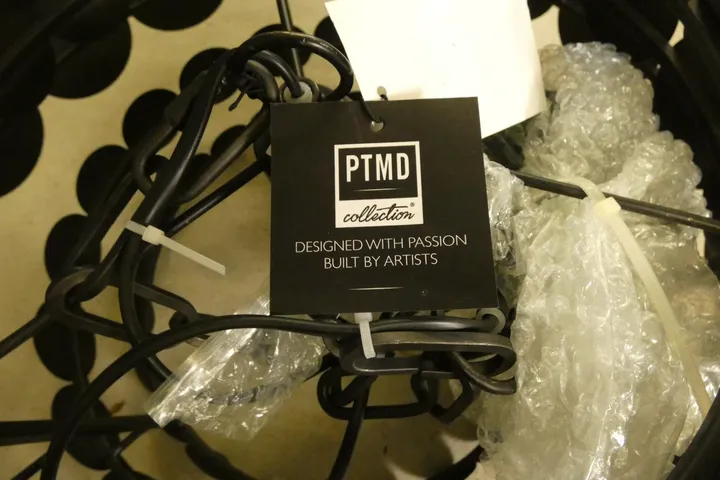 PTMD
collection®
DESIGNED WITH PASSION
BUILT BY ARTISTS